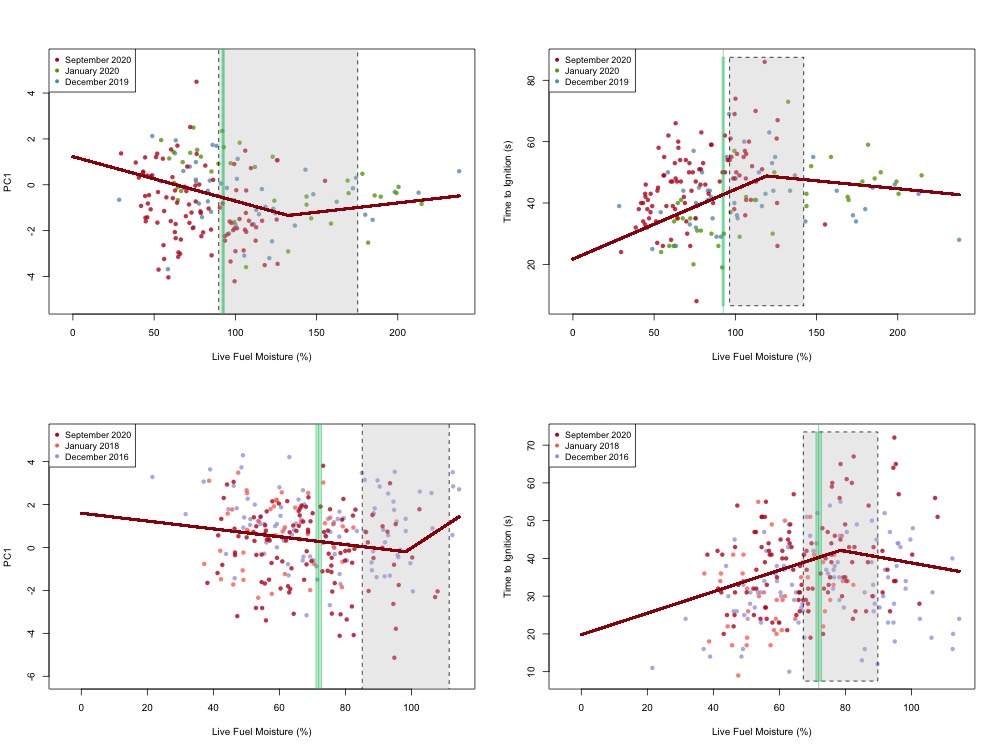 September 2020
January 2020
December 2019
PC1
4
2
0
-2
-4
0 50 100 150 200
Live Fuel Moisture (%)
September 2020
January 2020
December 2019
Time to Ignition (s)
80
60
40
20
0 50 100 150 200
Live Fuel Moisture (%)
September 2020
January 2018
December 2016
PC1
4
2
0
-2
-4
-6
0 20 40 60 80 100
Live Fuel Moisture (%)
September 2020
January 2018
December 2016
Time to Ignition (s)
70
60
50
40
30
20
10
0 20 40 60 80 100
Live Fuel Moisture (%)